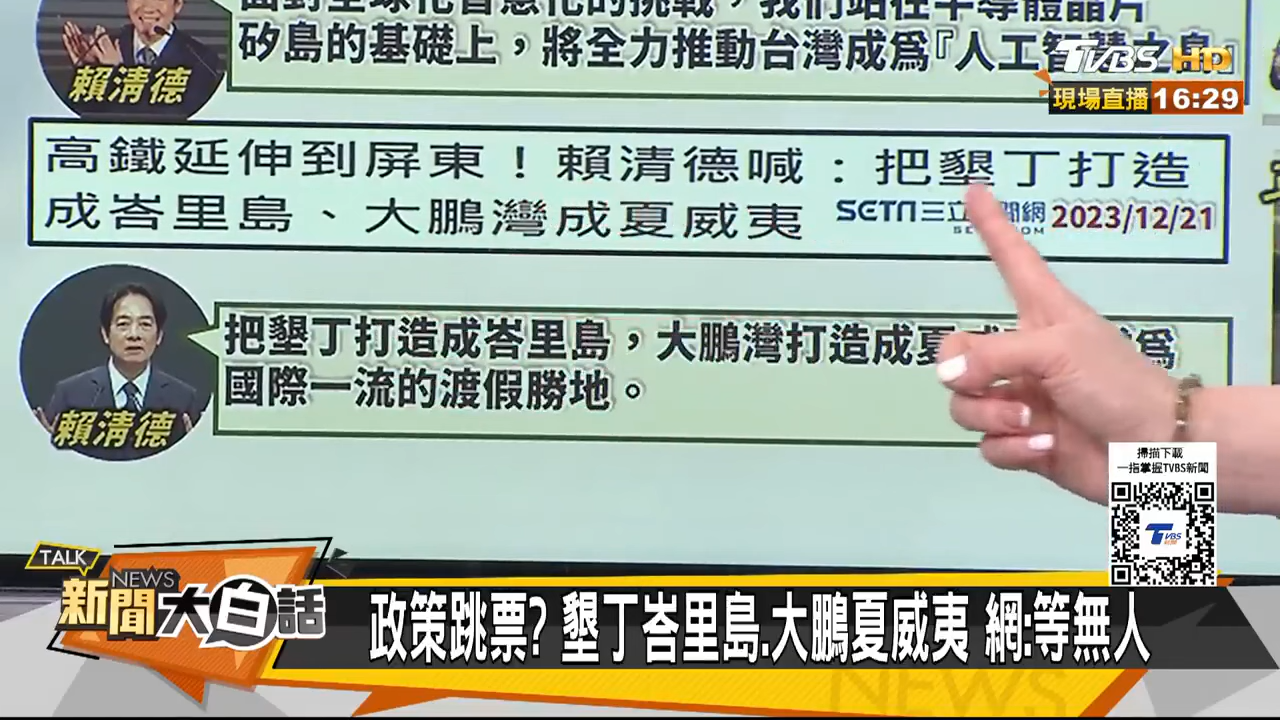 面對全球化智慧化的挑戰，我們站在半導體晶片
矽島的基礎上，將全力推動台灣成為『人工智慧之島』
賴清德
TVBS HD
現場直播 16:29
高鐵延伸到屏東！賴清德喊：把墾丁打造
成峇里島、大鵬灣成夏威夷
SETN三立 聞網 2023/12/21
把墾丁打造成峇里島，大鵬灣打造成夏 為
國際一流的渡假勝地。
賴清德
掃描下載
一指掌握TVBS新聞
TVBS
TALK
NEWS
新聞大白話
政策跳票? 墾丁峇里島.大鵬夏威夷 網:等無人
NEWS